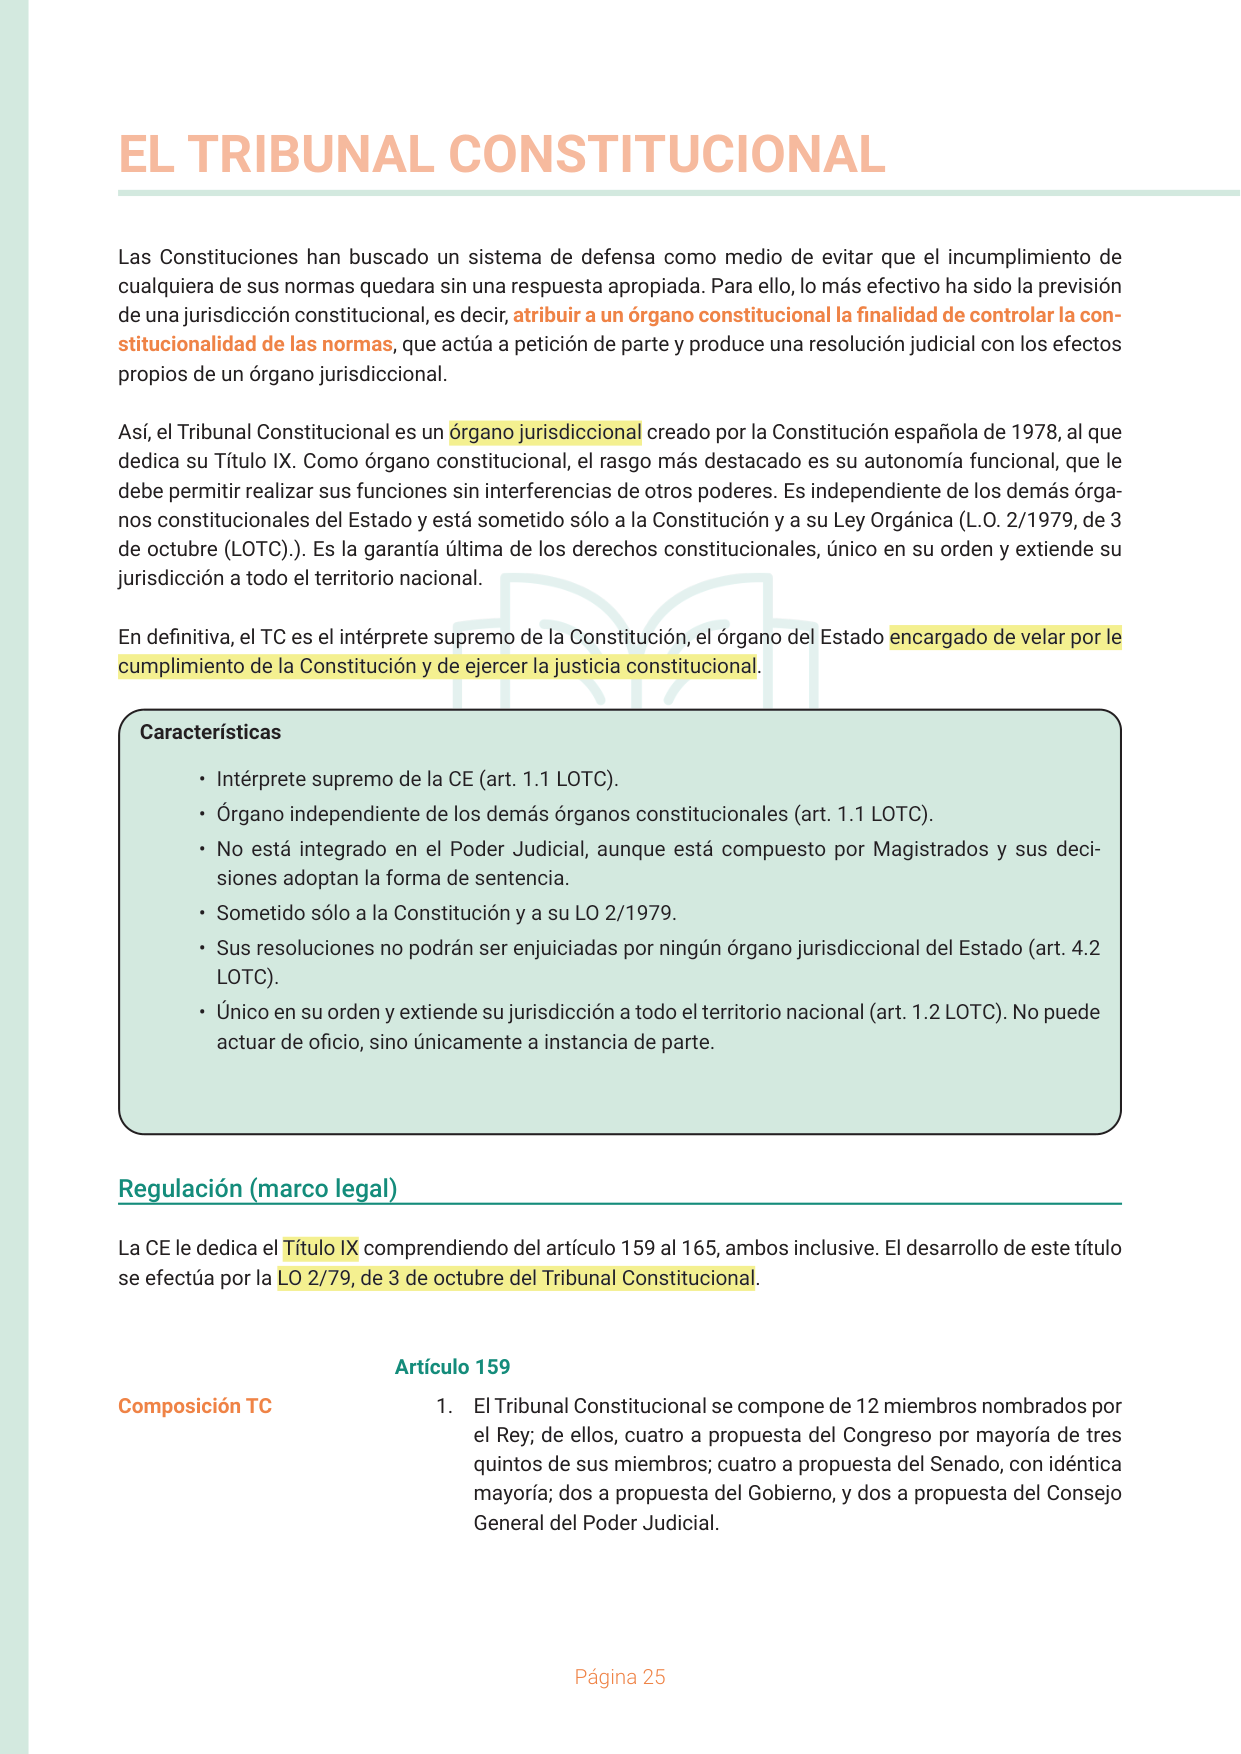 EL TRIBUNAL CONSTITUCIONAL
Las Constituciones han buscado un sistema de defensa como medio de evitar que el incumplimiento de
cualquiera de sus normas quedara sin una respuesta apropiada. Para ello, lo más efectivo ha sido la previsión
de una jurisdicción constitucional, es decir, atribuir a un órgano constitucional la finalidad de controlar la con-
stitucionalidad de las normas, que actúa a petición de parte y produce una resolución judicial con los efectos
propios de un órgano jurisdiccional.
Así, el Tribunal Constitucional es un órgano jurisdiccional creado por la Constitución española de 1978, al que
dedica su Título IX. Como órgano constitucional, el rasgo más destacado es su autonomía funcional, que le
debe permitir realizar sus funciones sin interferencias de otros poderes. Es independiente de los demás órga-
nos constitucionales del Estado y está sometido sólo a la Constitución y a su Ley Orgánica (L.O. 2/1979, de 3
de octubre (LOTC).). Es la garantía última de los derechos constitucionales, único en su orden y extiende su
jurisdicción a todo el territorio nacional.
En definitiva, el TC es el intérprete supremo de la Constitución, el órgano del Estado encargado de velar por le
cumplimiento de la Constitución y de ejercer la justicia constitucional.
Características
• Intérprete supremo de la CE (art. 1.1 LOTC).
• Órgano independiente de los demás órganos constitucionales (art. 1.1 LOTC).
• No está integrado en el Poder Judicial, aunque está compuesto por Magistrados y sus deci-
siones adoptan la forma de sentencia.
• Sometido sólo a la Constitución y a su LO 2/1979.
• Sus resoluciones no podrán ser enjuiciadas por ningún órgano jurisdiccional del Estado (art. 4.2
LOTC).
• Único en su orden y extiende su jurisdicción a todo el territorio nacional (art. 1.2 LOTC). No puede
actuar de oficio, sino únicamente a instancia de parte.
Regulación (marco legal)
La CE le dedica el Título IX comprendiendo del artículo 159 al 165, ambos inclusive. El desarrollo de este título
se efectúa por la LO 2/79, de 3 de octubre del Tribunal Constitucional.
Artículo 159
Composición TC
1. El Tribunal Constitucional se compone de 12 miembros nombrados por
el Rey; de ellos, cuatro a propuesta del Congreso por mayoría de tres
quintos de sus miembros; cuatro a propuesta del Senado, con idéntica
mayoría; dos a propuesta del Gobierno, y dos a propuesta del Consejo
General del Poder Judicial.
Página 25